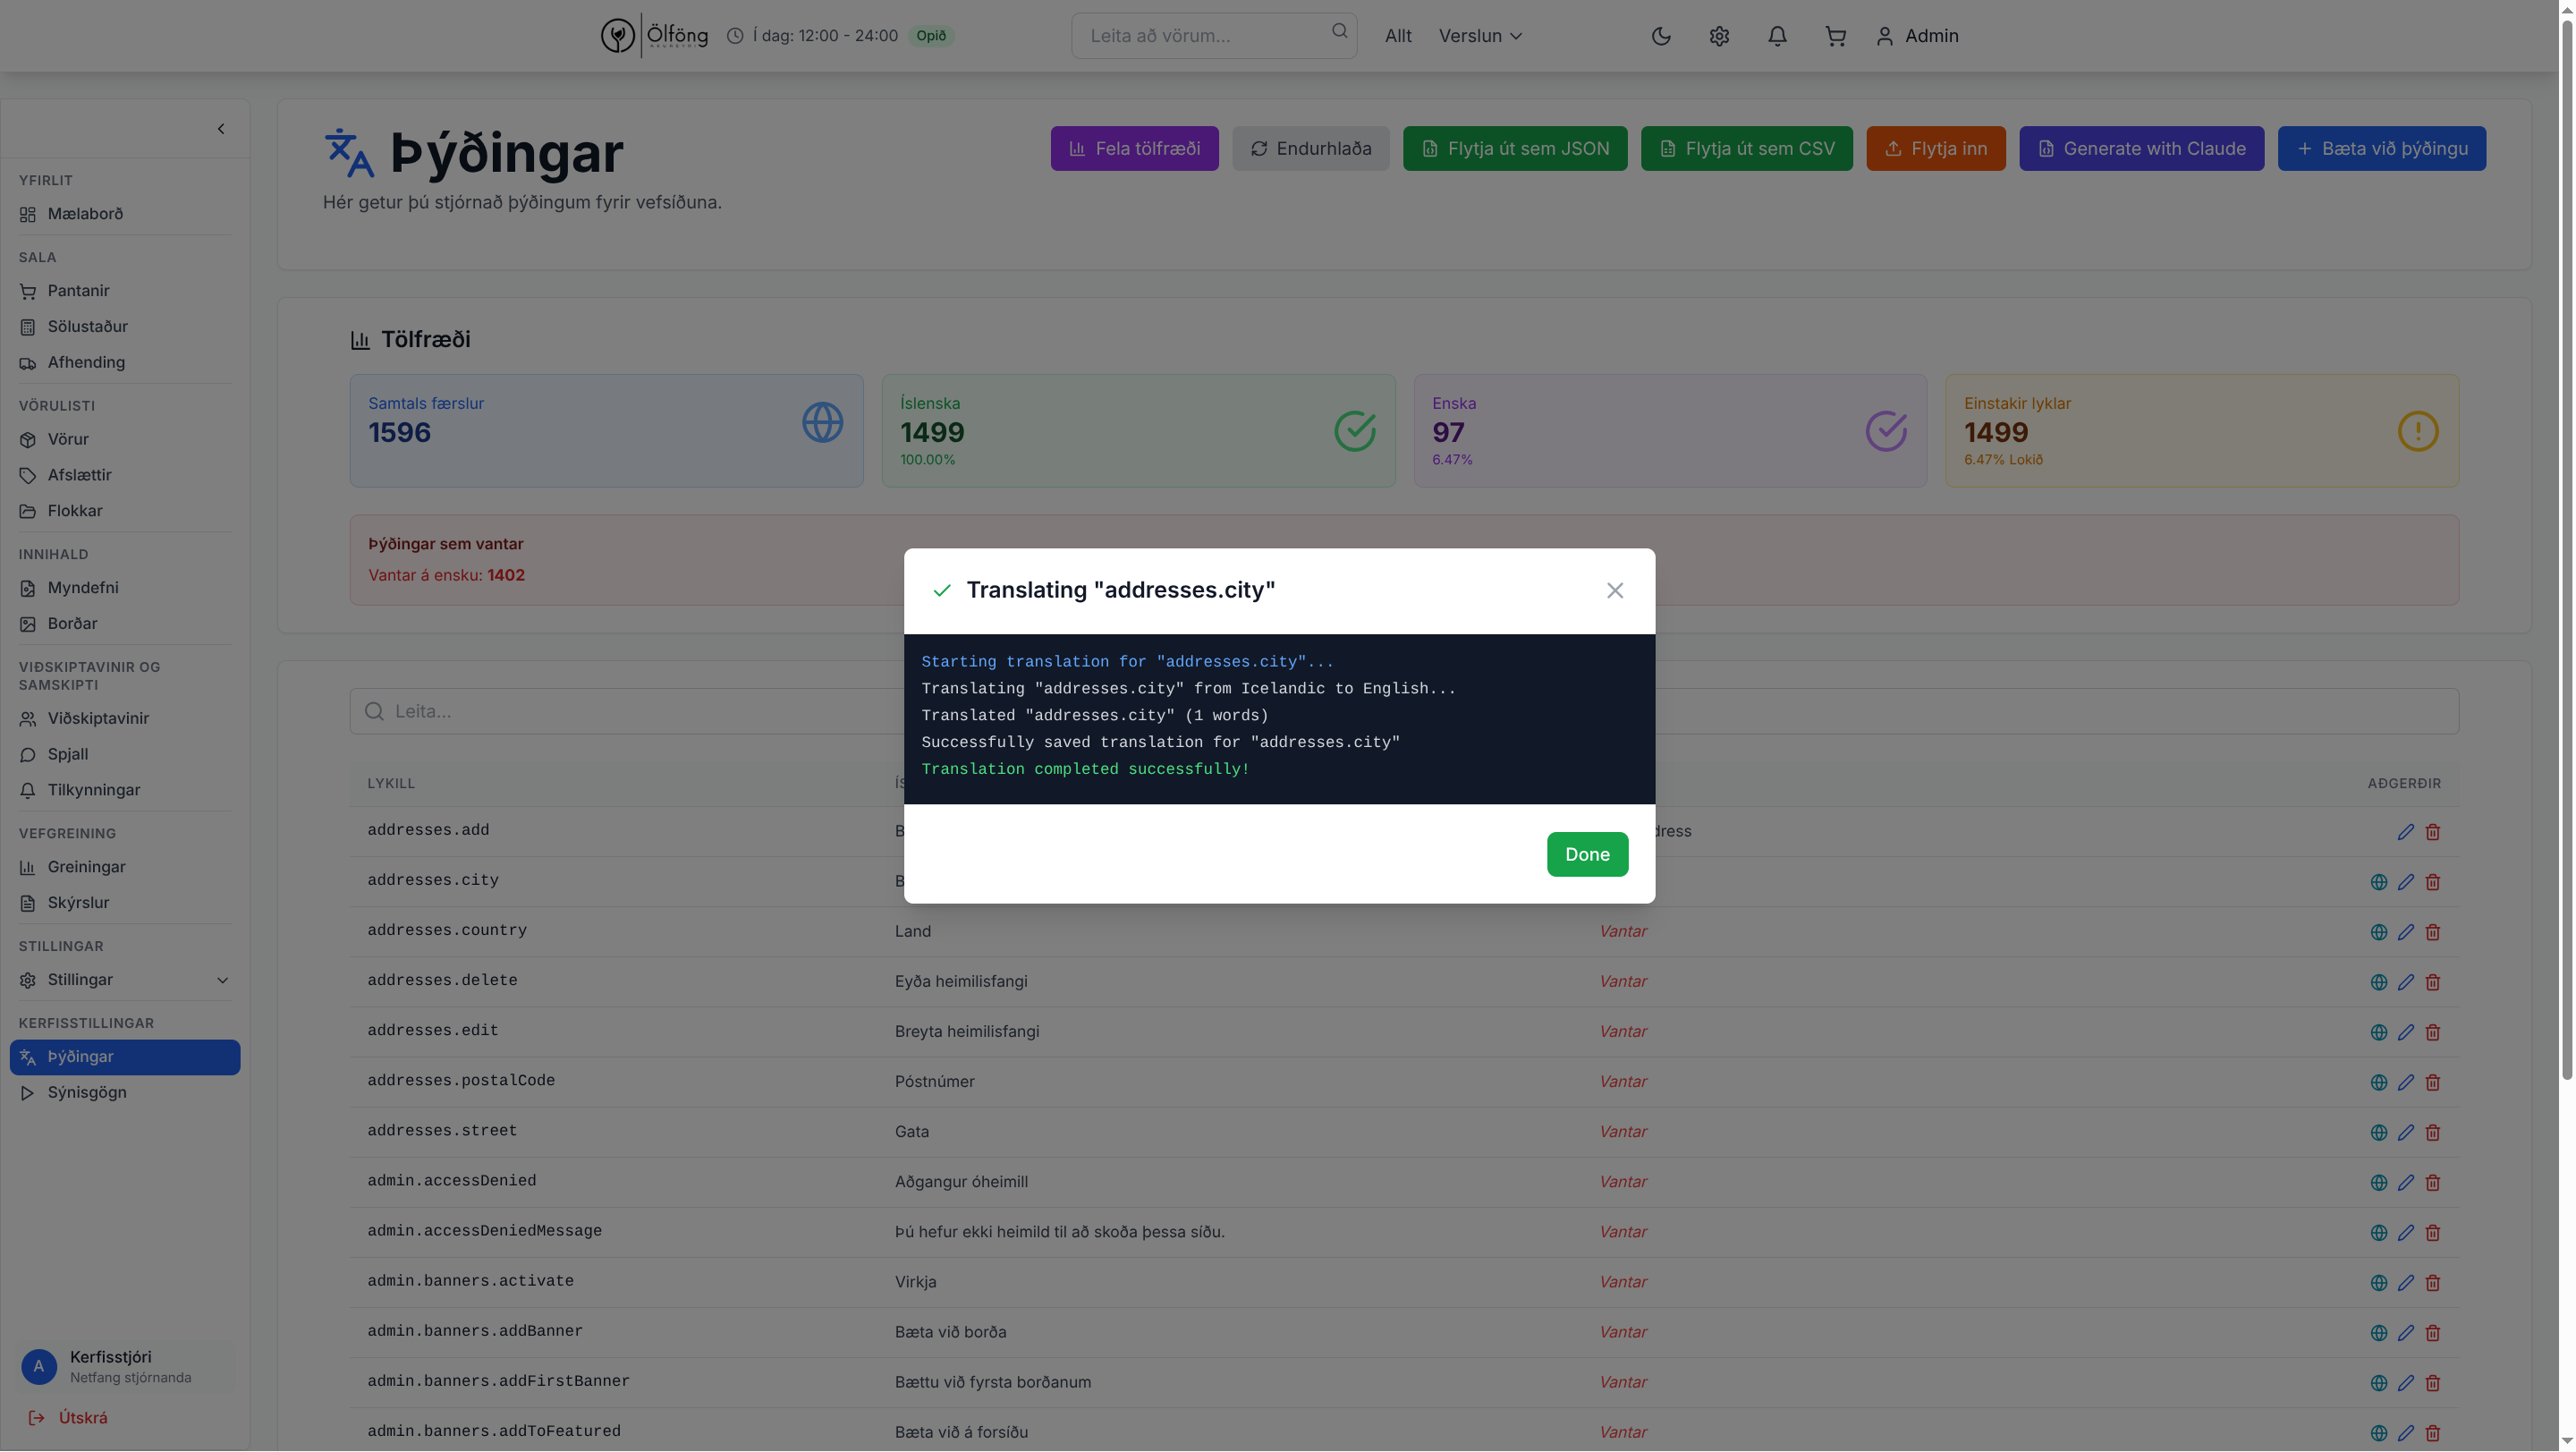 Ölföng
Í dag: 12:00 - 24:00
Opið
Leita að vörum...
Allt
Verslun
Admin
YFIRLIT
Mælaborð
SALA
Pantanir
Sölustaður
Afhending
VÖRULISTI
Vörur
Afslættir
Flokkar
INNIHALD
Myndefni
Borðar
VIÐSKIPTAVINIR OG
SAMSKIPTI
Viðskiptavinir
Spjall
Tilkynningar
VEFGREINING
Greiningar
Skýrslur
STILLINGAR
Stillingar
KERFISSTILLINGAR
Þýðingar
Sýnisgögn
A
Kerfisstjóri
Netfang stjórnanda
Útskrá
Þýðingar
Hér getur þú stjórnað þýðingum fyrir vefsíðuna.
Fela tölfræði
Endurhlaða
Flytja út sem JSON
Flytja út sem CSV
Flytja inn
Generate with Claude
Bæta við þýðingu
Tölfræði
Samtals færslur
1596
Íslenska
1499
100.00%
Enska
97
6.47%
Einstakir lyklar
1499
6.47% Lokið
Þýðingar sem vantar
Vantar á ensku: 1402
Leita...
Translating "addresses.city"
Starting translation for "addresses.city"...
Translating "addresses.city" from Icelandic to English...
Translated "addresses.city" (1 words)
Successfully saved translation for "addresses.city"
Translation completed successfully!
Done
LYKILL AÐGERÐIR
addresses.add
addresses.city
addresses.country Land Vantar
addresses.delete Eyða heimilisfangi Vantar
addresses.edit Breyta heimilisfangi Vantar
addresses.postalCode Póstnúmer Vantar
addresses.street Gata Vantar
admin.accessDenied Aðgangur óheimill Vantar
admin.accessDeniedMessage Þú hefur ekki heimild til að skoða þessa síðu. Vantar
admin.banners.activate Virkja Vantar
admin.banners.addBanner Bæta við borða Vantar
admin.banners.addFirstBanner Bættu við fyrsta borðanum Vantar
admin.banners.addToFeatured Bæta við á forsíðu Vantar